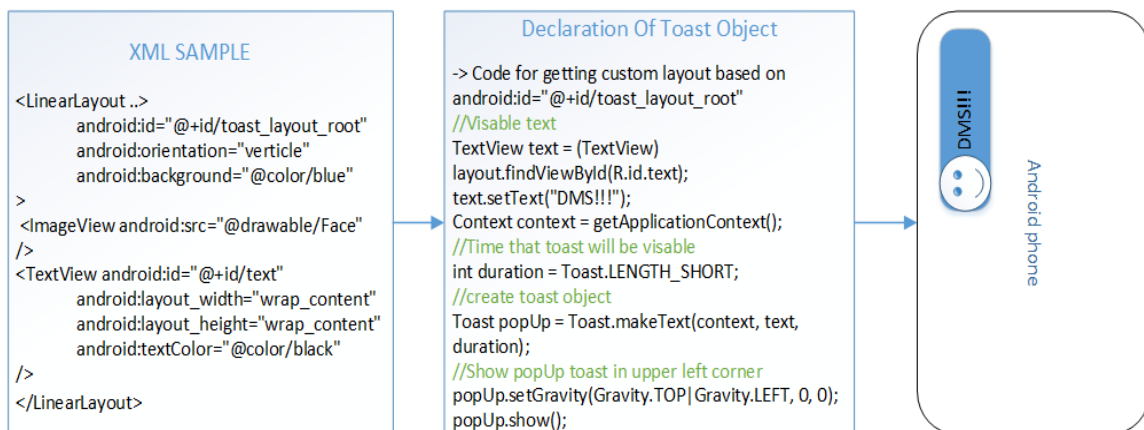 XML SAMPLE
<LinearLayout ..>
android:id="@+id/toast_layout_root"
android:orientation="verticle"
android:background="@color/blue"
>
<ImageView android:src="@drawable/Face"
/>
<TextView android:id="@+id/text"
android:layout_width="wrap_content"
android:layout_height="wrap_content"
android:textColor="@color/black"
/>
</LinearLayout>
Declaration Of Toast Object
-> Code for getting custom layout based on
android:id="@+id/toast_layout_root"
//Visable text
TextView text = (TextView)
layout.findViewById(R.id.text);
text.setText("DMS!!!");
Context context = getApplicationContext();
//Time that toast will be visable
int duration = Toast.LENGTH_SHORT;
//create toast object
Toast popUp = Toast.makeText(context, text,
duration);
//Show popUp toast in upper left corner
popUp.setGravity(Gravity.TOP|Gravity.LEFT, 0, 0);
popUp.show();
DMS!!!
Android phone